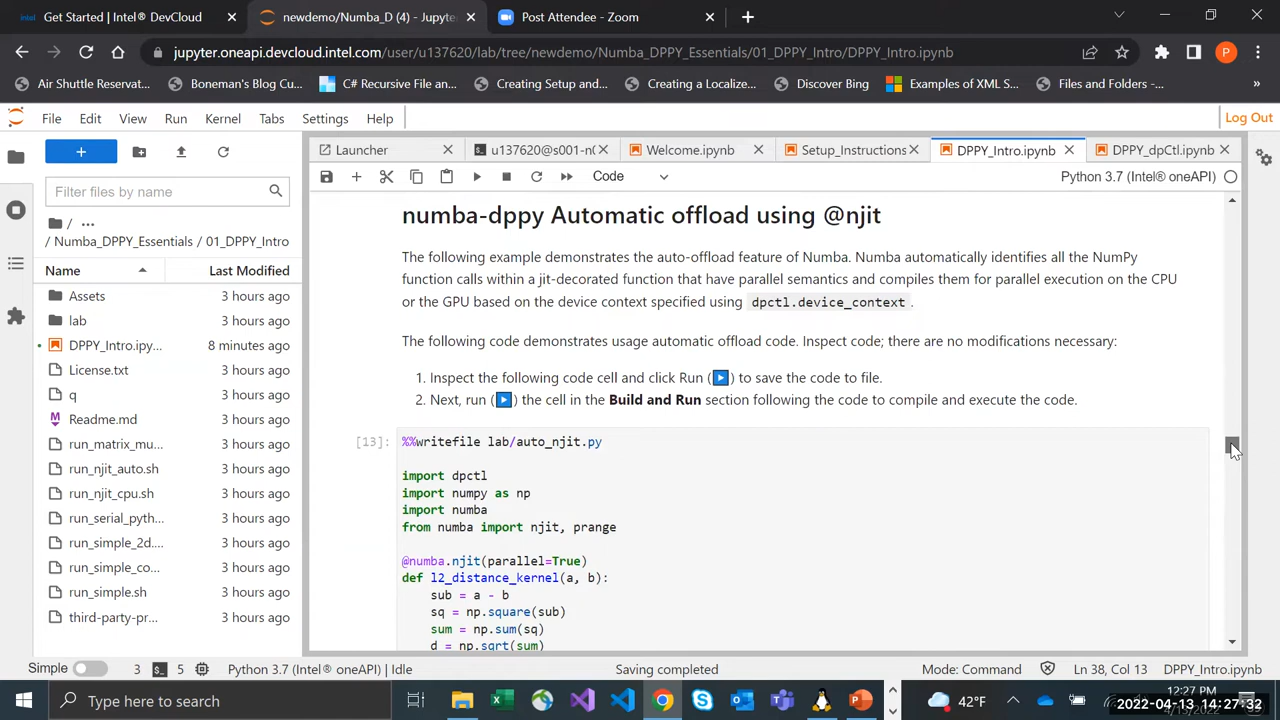 intel Get Started | Intel® DevCloud
newdemo/Numba_D (4) - Jupyter
Post Attendee - Zoom
jupyter.oneapi.devcloud.intel.com/user/u137620/lab/tree/newdemo/Numba_DPPY_Essentials/01_DPPY_Intro/DPPY_Intro.ipynb
P
Air Shuttle Reservat...
Boneman's Blog Cu...
C# Recursive File an...
Creating Setup and...
Creating a Localize...
Discover Bing
Examples of XML S...
Files and Folders -...
»
File
Edit
View
Run
Kernel
Tabs
Settings
Help
Log Out
Launcher
u137620@s001-n0
Welcome.ipynb
Setup_Instructions
DPPY_Intro.ipynb
DPPY_dpCtl.ipynb
Code
Python 3.7 (Intel® oneAPI)
Filter files by name
/ ...
/ Numba_DPPY_Essentials / 01_DPPY_Intro
Name
Last Modified
Assets 3 hours ago
lab 3 hours ago
DPPY_Intro.ipy... 8 minutes ago
License.txt 3 hours ago
q 3 hours ago
Readme.md 3 hours ago
run_matrix_mu... 3 hours ago
run_njit_auto.sh 3 hours ago
run_njit_cpu.sh 3 hours ago
run_serial_pyth... 3 hours ago
run_simple_2d.... 3 hours ago
run_simple_co... 3 hours ago
run_simple.sh 3 hours ago
third-party-pr... 3 hours ago
numba-dppy Automatic offload using @njit
The following example demonstrates the auto-offload feature of Numba. Numba automatically identifies all the NumPy
function calls within a jit-decorated function that have parallel semantics and compiles them for parallel execution on the CPU
or the GPU based on the device context specified using dpctl.device_context .
The following code demonstrates usage automatic offload code. Inspect code; there are no modifications necessary:
1. Inspect the following code cell and click Run ( ) to save the code to file.
2. Next, run ( ) the cell in the Build and Run section following the code to compile and execute the code.
[13]: %%writefile lab/auto_njit.py
import dpctl
import numpy as np
import numba
from numba import njit, prange
@numba.njit(parallel=True)
def l2_distance_kernel(a, b):
sub = a - b
sq = np.square(sub)
sum = np.sum(sq)
d = np.sqrt(sum)
Simple
3
5
Python 3.7 (Intel® oneAPI) | Idle
Saving completed
Mode: Command
Ln 38, Col 13
DPPY_Intro.ipynb
Type here to search
42°F
12:27 PM
2022-04-13 14:27:32